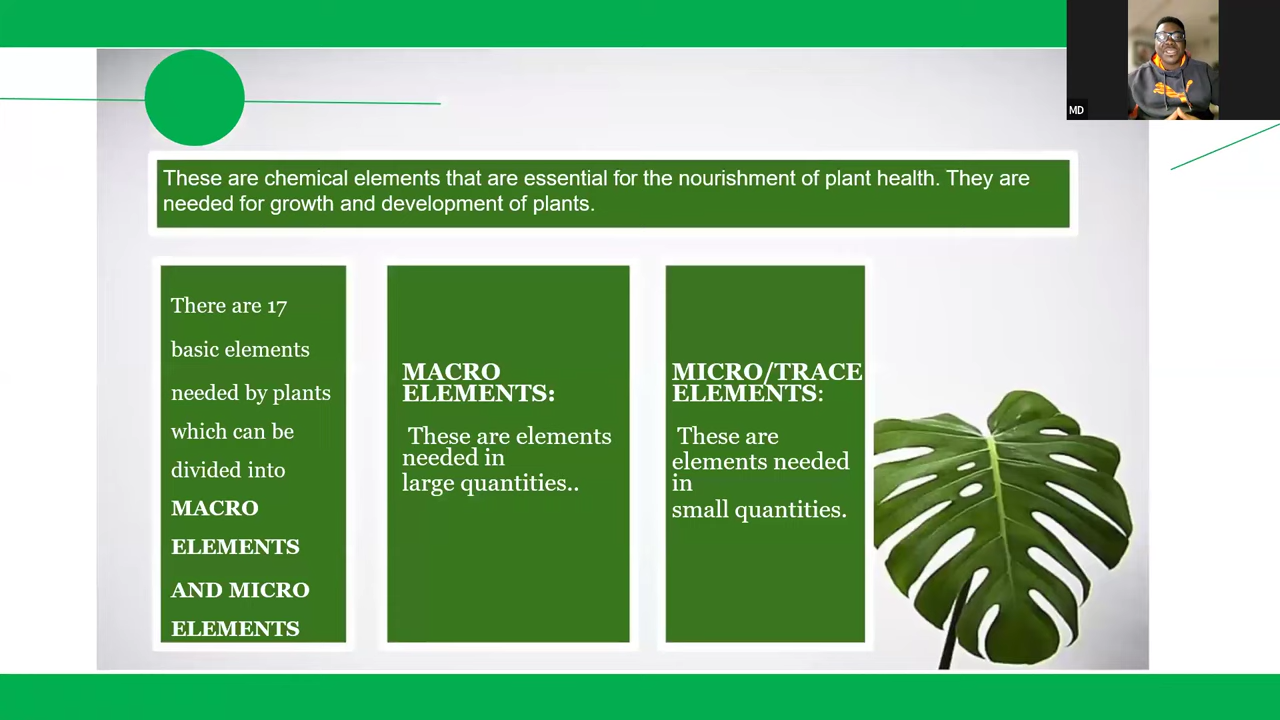 MD
These are chemical elements that are essential for the nourishment of plant health. They are
needed for growth and development of plants.
There are 17
basic elements
needed by plants
which can be
divided into
MACRO
ELEMENTS
AND MICRO
ELEMENTS
MACRO
ELEMENTS:
These are elements
needed in
large quantities..
MICRO/TRACE
ELEMENTS:
These are
elements needed
in
small quantities.